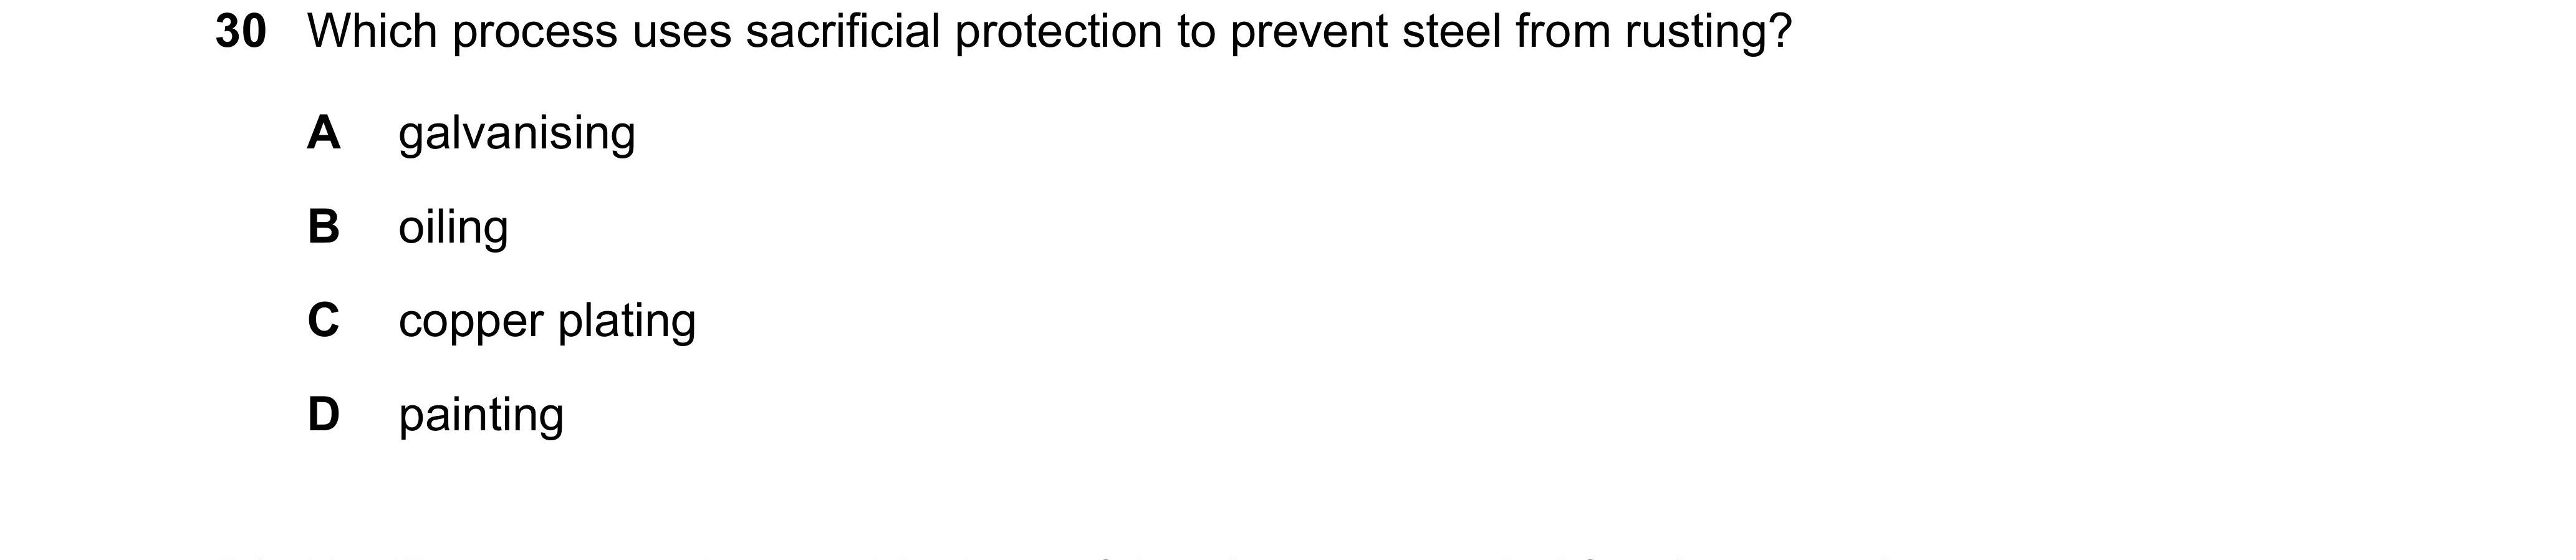 30 Which process uses sacrificial protection to prevent steel from rusting?
A galvanising
B oiling
C copper plating
D painting